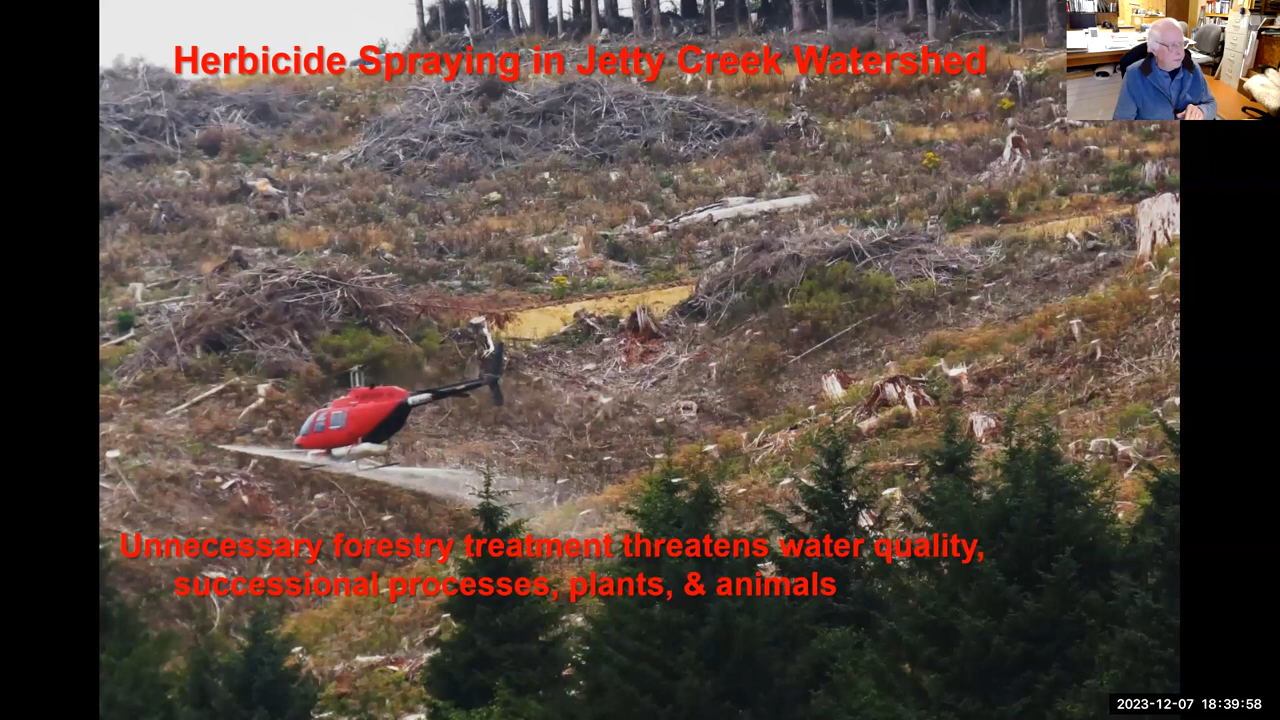 Herbicide Spraying in Jetty Creek Watershed
Unnecessary forestry treatment threatens water quality,
successional processes, plants, & animals
2023-12-07 18:39:58